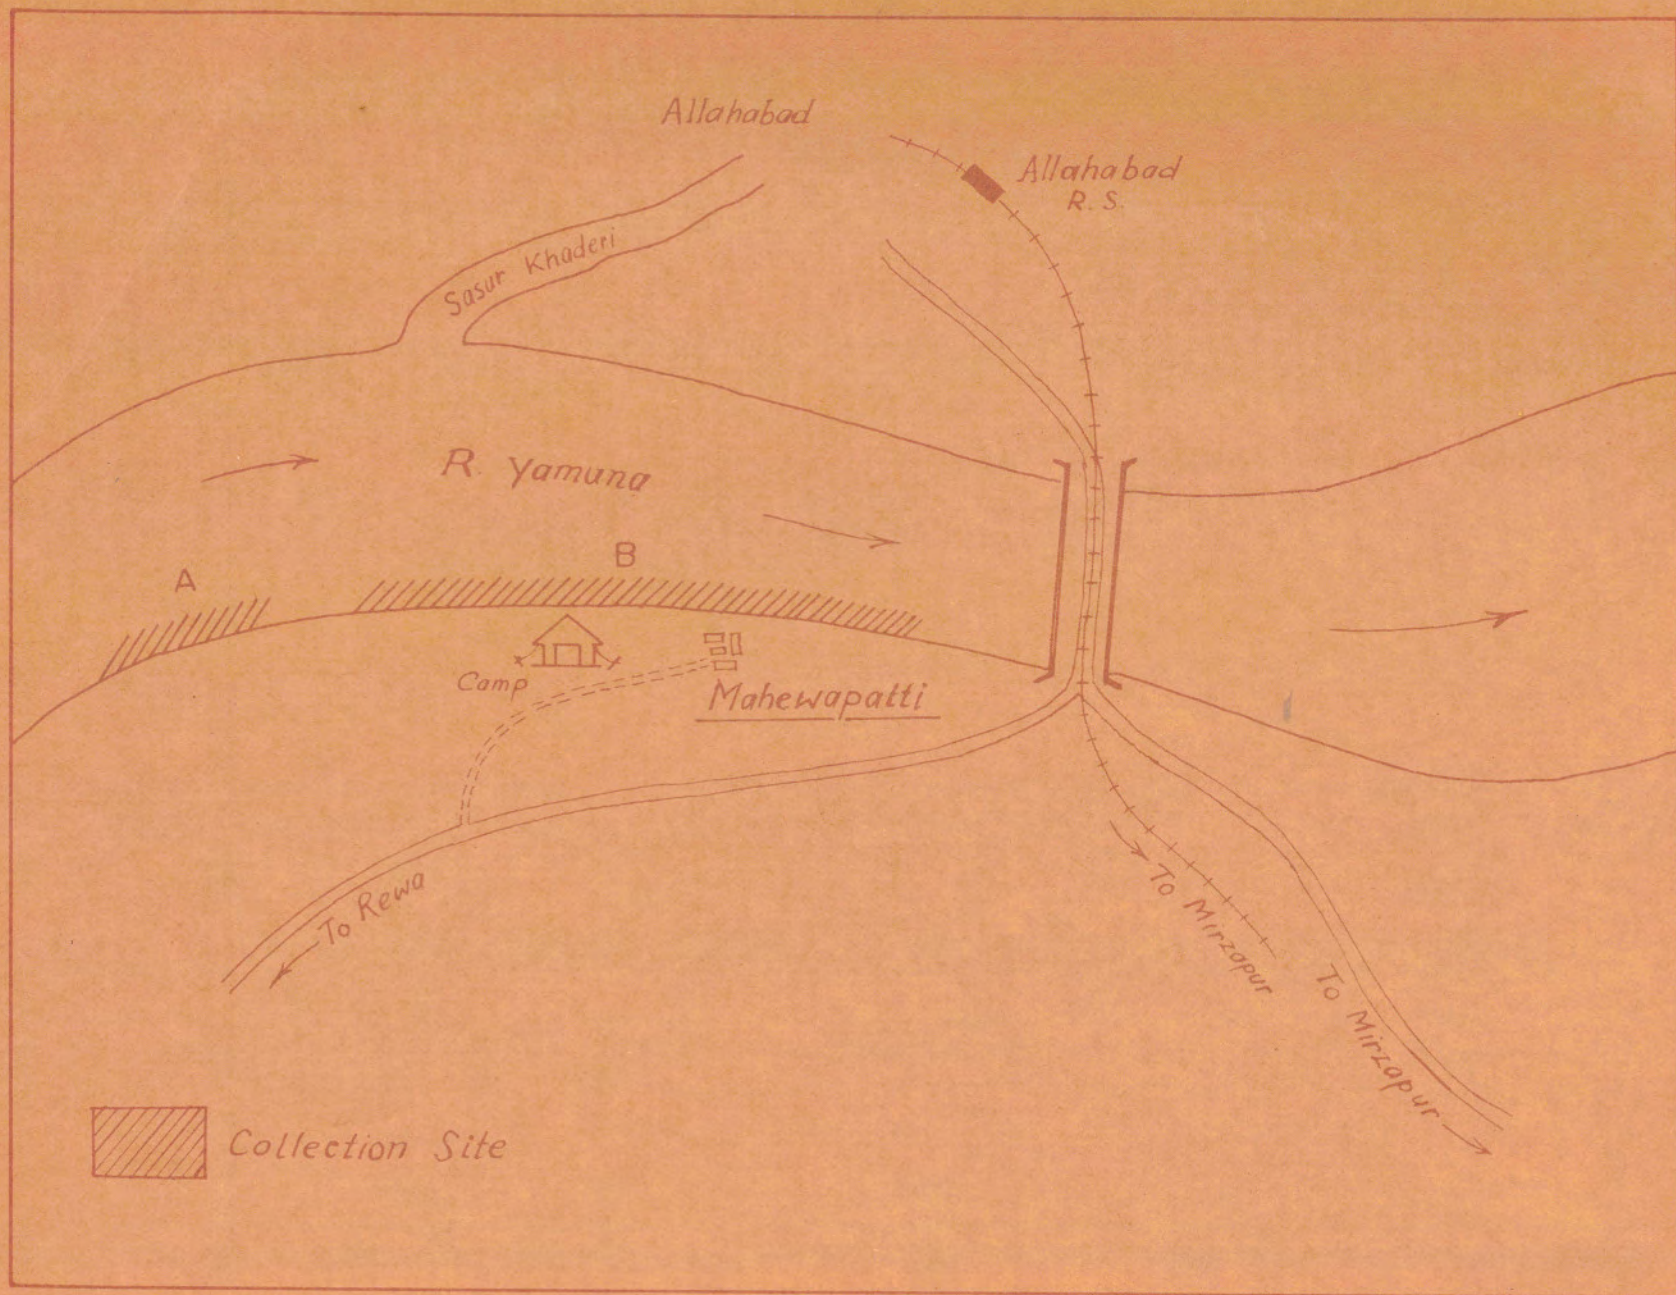 Allahabad
Allahabad
R. S.
Sasur Khaderi
R. Yamuna
A
B
Camp
Mahewapatti
To Rewa
To Mirzapur
To Mirzapur
Collection Site